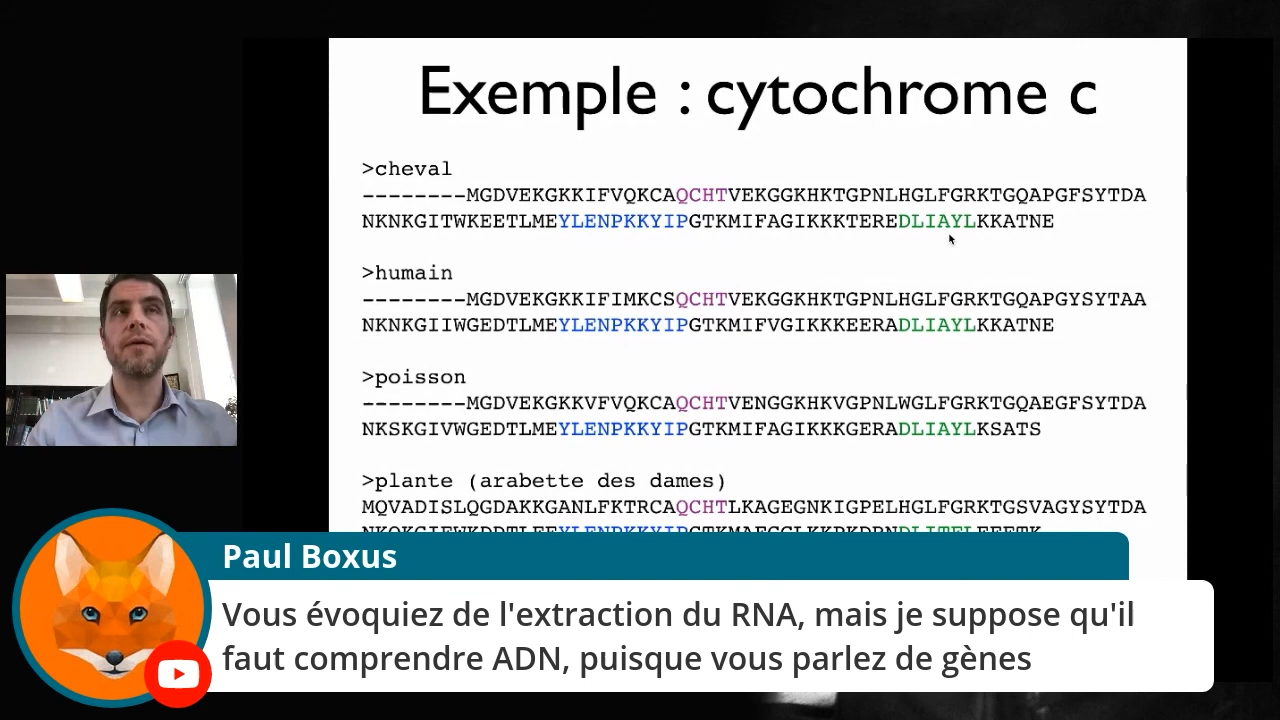 Exemple : cytochrome c
>cheval
--------MGDVEKGKKIFVQKCAQCHTVEKGGKHKTGPNLHGLFGRKTGQAPGFSYTDA
NKNKGITWKEETLMEYLENPKKYIPGTKMIFAGIKKKTEREDLIAYLKKATNE
>humain
--------MGDVEKGKKIFIMKCSQCHTVEKGGKHKTGPNLHGLFGRKTGQAPGYSYTAA
NKNKGIIWGEDTLMEYLENPKKYIPGTKMIFVGIKKKEERADLIAYLKKATNE
>poisson
--------MGDVEKGKKVFVQKCAQCHTVENGGKHKVGPNLWGLFGRKTGQAEGFSYTDA
NKSKGIVWGEDTLMEYLENPKKYIPGTKMIFAGIKKKGERADLIAYLKSATS
>plante (arabette des dames)
MQVADISLQGDAKKGANLFKTRCAQCHTLKAGEGNKIGPELHGLFGRKTGSVAGYSYTDA
Paul Boxus
Vous évoquiez de l'extraction du RNA, mais je suppose qu'il
faut comprendre ADN, puisque vous parlez de gènes